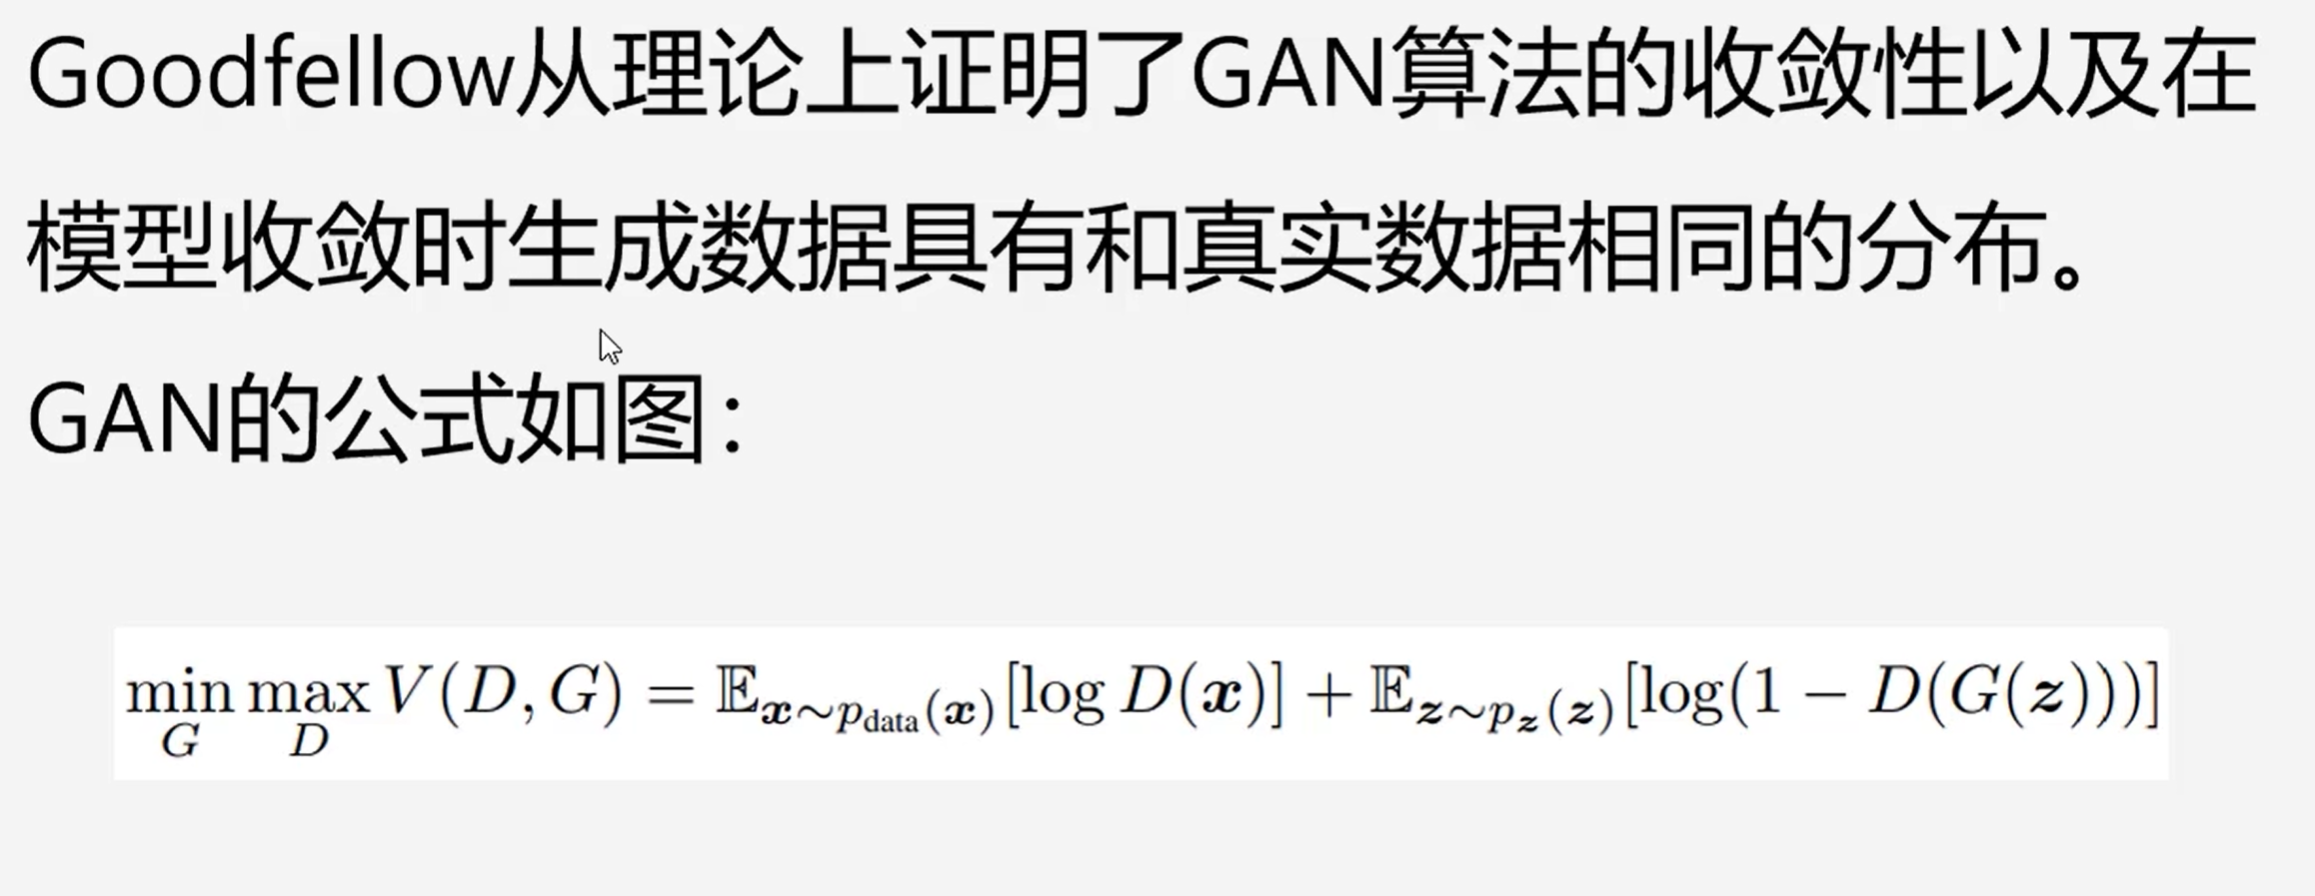 Goodfellow从理论上证明了GAN算法的收敛性以及在
模型收敛时生成数据具有和真实数据相同的分布。
GAN的公式如图：
$\min_G \max_D V(D, G) = \mathbb{E}_{\boldsymbol{x} \sim p_{\text{data}}(\boldsymbol{x})}[\log D(\boldsymbol{x})] + \mathbb{E}_{\boldsymbol{z} \sim p_{\boldsymbol{z}}(\boldsymbol{z})}[\log(1 - D(G(\boldsymbol{z})))]$